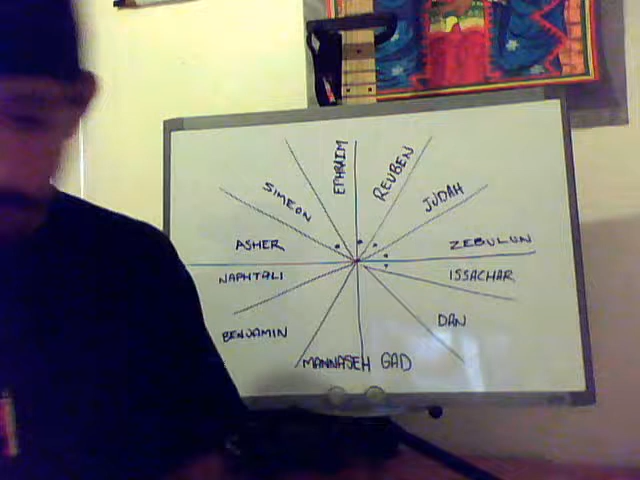 EPHRAIM
REUBEN
SIMEON
JUDAH
ASHER
ZEBULUN
NAPHTALI
ISSACHAR
BENJAMIN
DAN
MANNASEH GAD